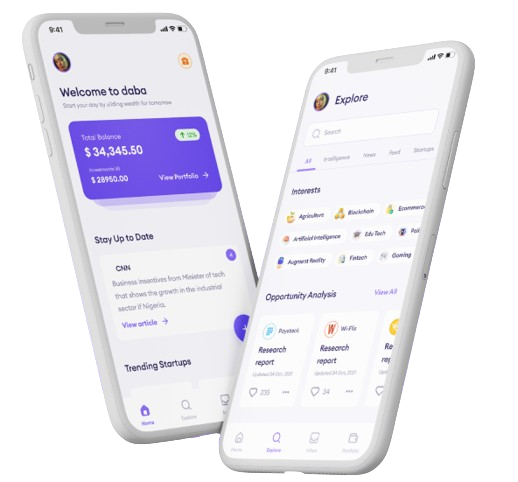 9:41
Welcome to daba
Start your day by uilding wealth for tomorrow
Total Balance
12%
$ 34,345.50
Investments (6)
$ 28950.00
View Portfolio
Stay Up to Date
CNN
Business incentives from Minister of tech
that shows the growth in the industrial
sector if Nigeria.
View article
Trending Startups
Home
Explore
9:41
Explore
Search
All
Intelligence
News
Feed
Startups
Interests
Agriculture
Blockchain
Ecommerc
Artificial Intelligence
Edu Tech
Augment Reality
Fintech
Gaming
Opportunity Analysis
View All
Paystack
Wi-Flix
Research
report
Research
report
Re
re
Updated 24 Oct, 2021
Updated 24 Oct, 2021
235
34
Home
Explore
Inbox
Portfolio